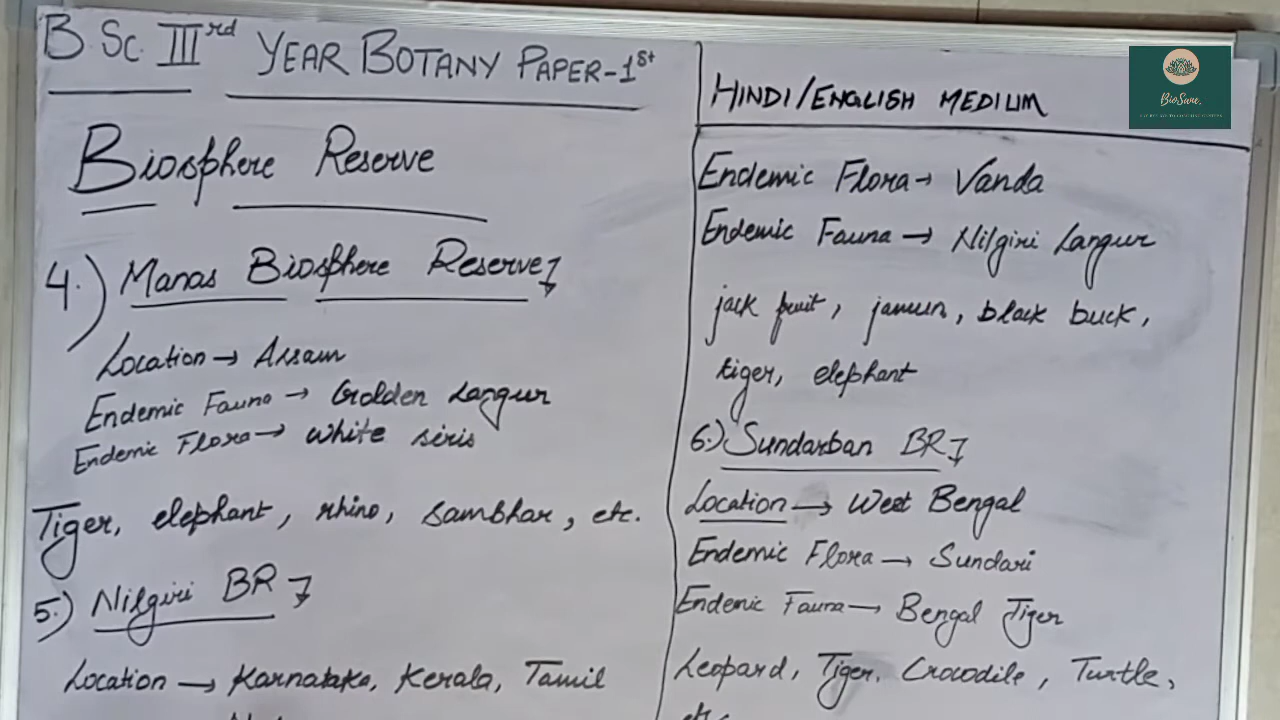 B.Sc. IIIrd YEAR BOTANY PAPER-1st
Biosphere Reserve
4.) Manas Biosphere Reserve
Location → Assam
Endemic Fauna → Golden Langur
Endemic Flora → white siris
Tiger, elephant, rhino, sambhar, etc.
5.) Nilgiri BR
Location → Karnataka, Kerala, Tamil
HINDI/ENGLISH MEDIUM
Endemic Flora → Vanda
Endemic Fauna → Nilgiri Langur
jack fruit, jamun, black buck,
tiger, elephant
6.) Sundarban BR
Location → West Bengal
Endemic Flora → Sundari
Endemic Fauna → Bengal Tiger
Leopard, Tiger, Crocodile, Turtle,
etc
BioSane.